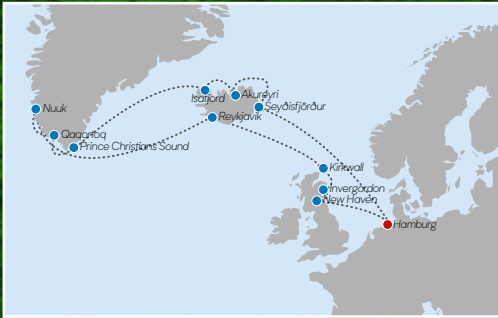 Nuuk
Qaqortoq
Prince Christians Sound
Isafjord
Akureyri
Seyðisfjörður
Reykjavik
Kirkwall
Invergordon
New Haven
Hamburg